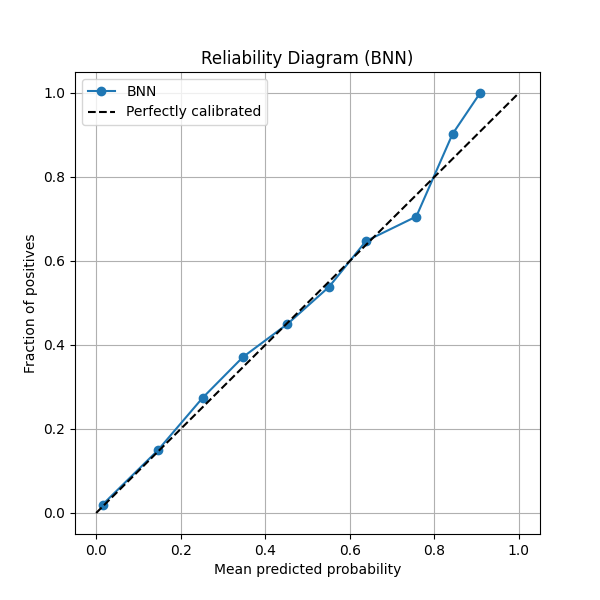 Reliability Diagram (BNN)
BNN
Perfectly calibrated
1.0
0.8
0.6
0.4
0.2
0.0
Fraction of positives
0.0 0.2 0.4 0.6 0.8 1.0
Mean predicted probability